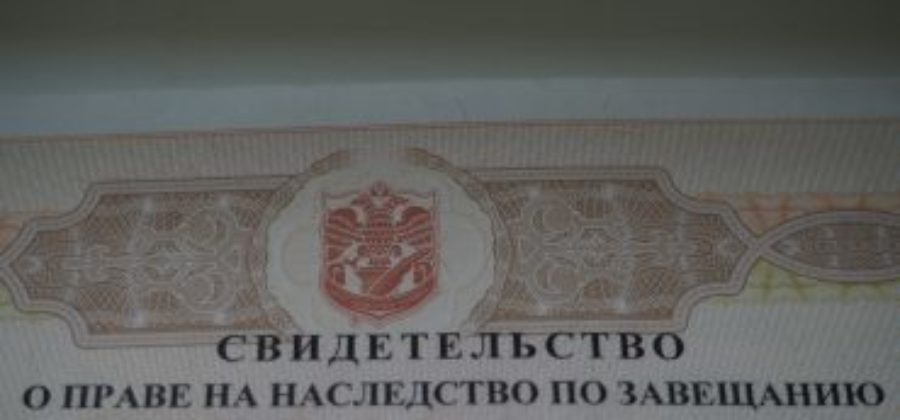 СВИДЕТЕЛЬСТВО
О ПРАВЕ НА НАСЛЕДСТВО ПО ЗАВЕЩАНИЮ